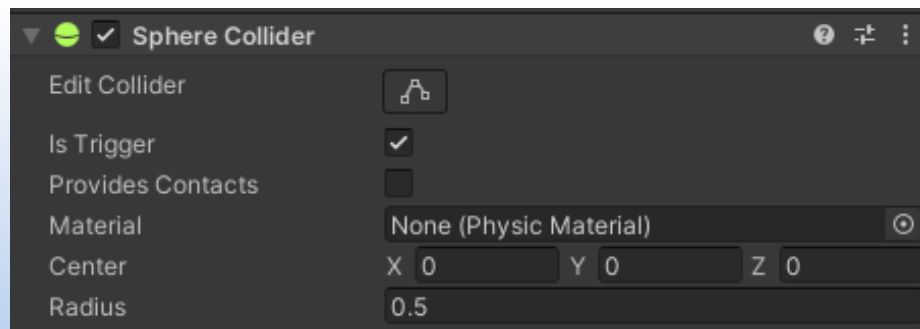 Sphere Collider
Edit Collider
Is Trigger
Provides Contacts
Material None (Physic Material)
Center X 0 Y 0 Z 0
Radius 0.5